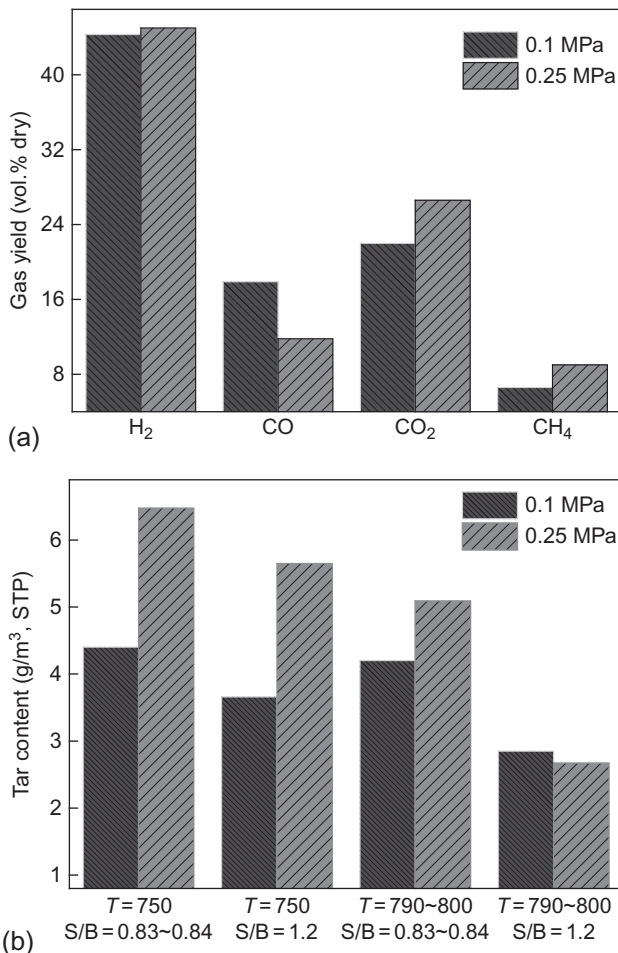 0.1 MPa
0.25 MPa
Gas yield (vol.% dry)
40
32
24
16
8
H₂ CO CO₂ CH₄
(a)
0.1 MPa
0.25 MPa
Tar content (g/m³, STP)
6
5
4
3
2
1
T = 750 T = 750 T = 790~800 T = 790~800
S/B = 0.83~0.84 S/B = 1.2 S/B = 0.83~0.84 S/B = 1.2
(b)